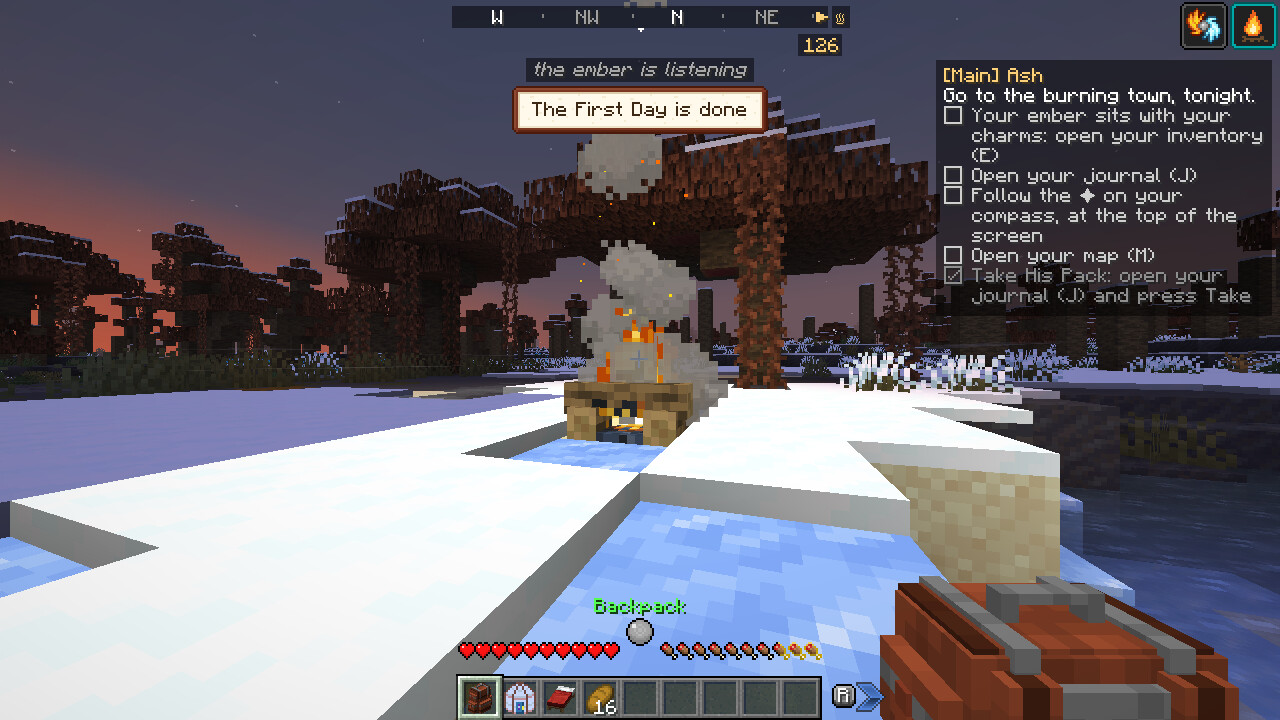 W · NW · N · NE
126
the ember is listening
The First Day is done
[Main] Ash
Go to the burning town, tonight.
Your ember sits with your
charms: open your inventory
(E)
Open your journal (J)
Follow the ✦ on your
compass, at the top of the
screen
Open your map (M)
Take His Pack: open your
journal (J) and press Take
Backpack
16
R